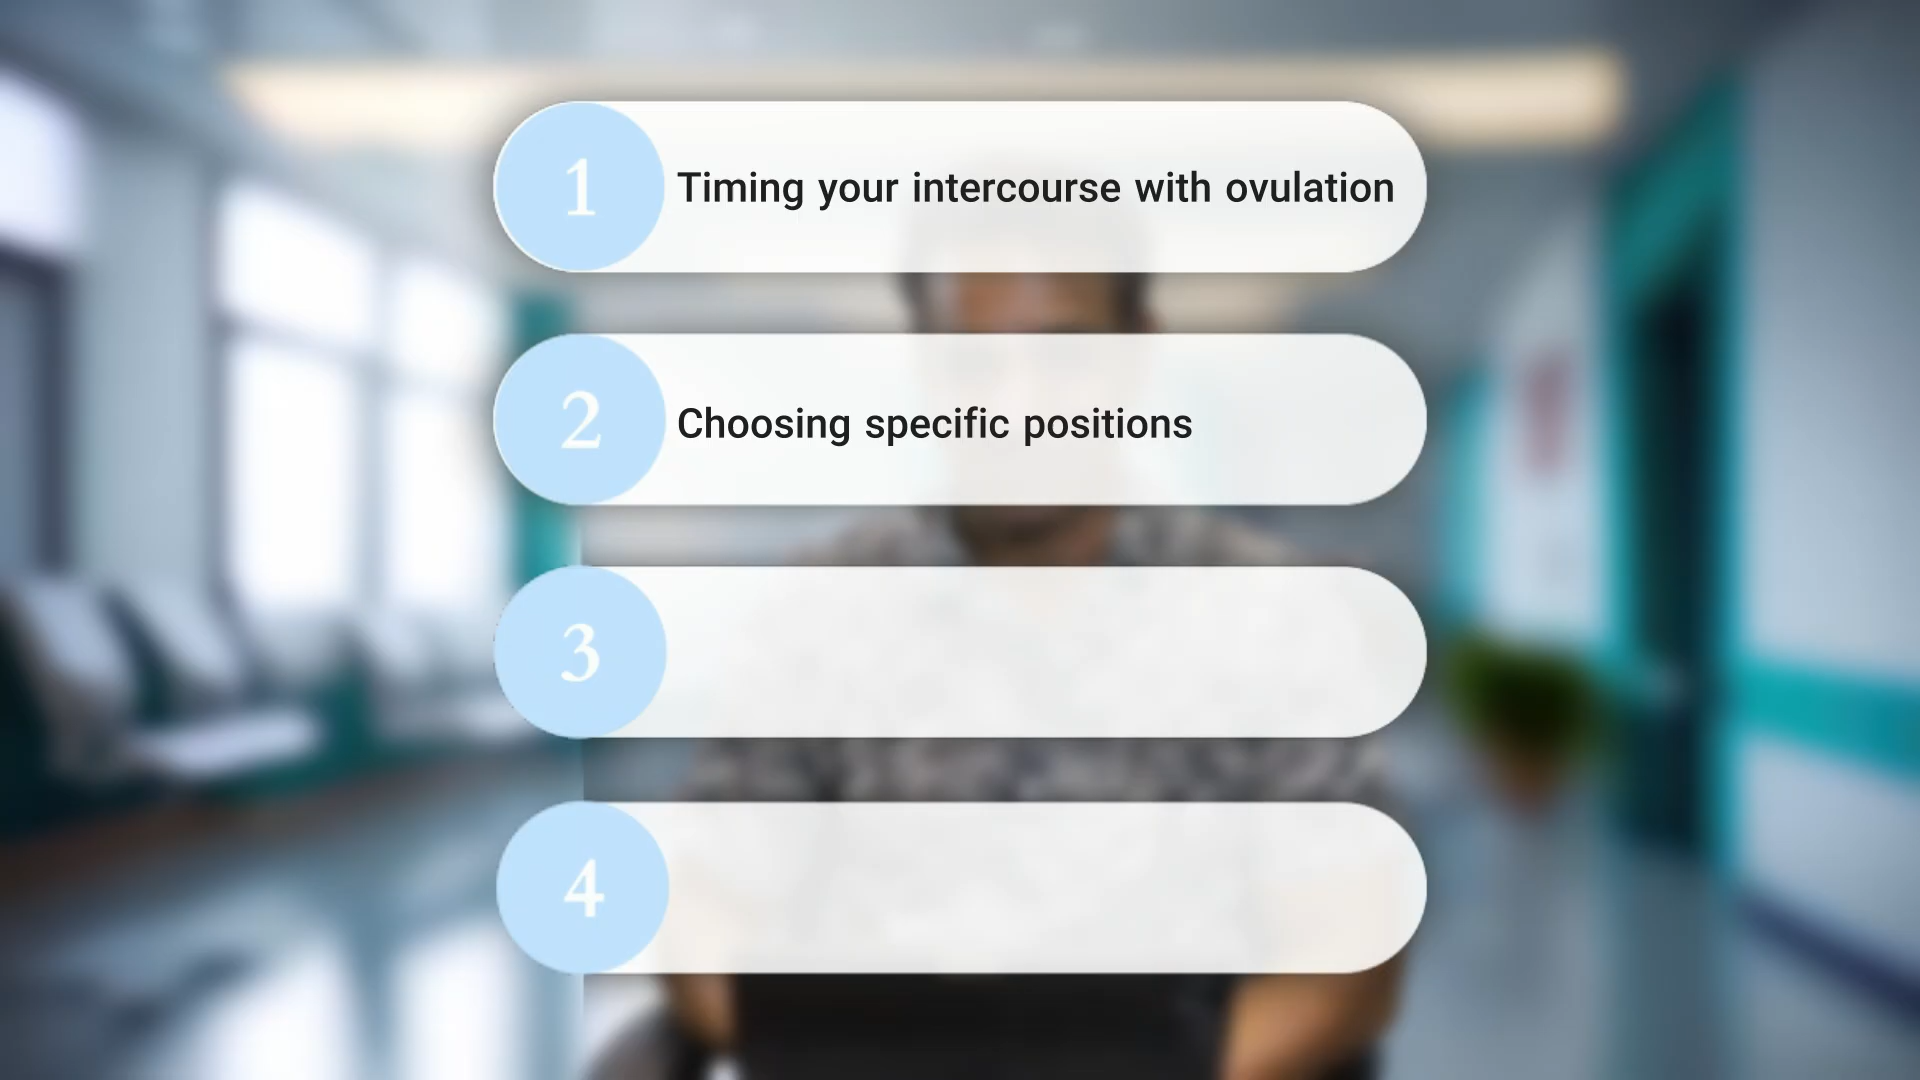 1 Timing your intercourse with ovulation
2 Choosing specific positions
3
4